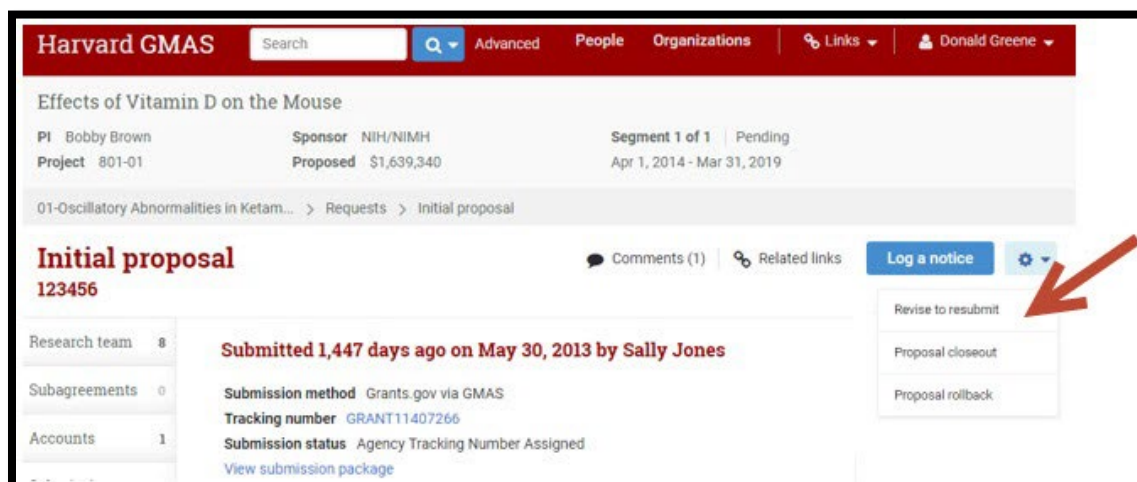 Harvard GMAS Search Advanced People Organizations Links Donald Greene
Effects of Vitamin D on the Mouse
PI Bobby Brown Sponsor NIH/NIMH Segment 1 of 1 Pending
Project 801-01 Proposed $1,639,340 Apr 1, 2014 - Mar 31, 2019
01-Oscillatory Abnormalities in Ketam... > Requests > Initial proposal
Initial proposal Comments (1) Related links Log a notice
123456
Revise to resubmit
Research team 8
Submitted 1,447 days ago on May 30, 2013 by Sally Jones
Proposal closeout
Subagreements 0
Submission method Grants.gov via GMAS
Proposal rollback
Tracking number GRANT11407266
Accounts 1
Submission status Agency Tracking Number Assigned
View submission package